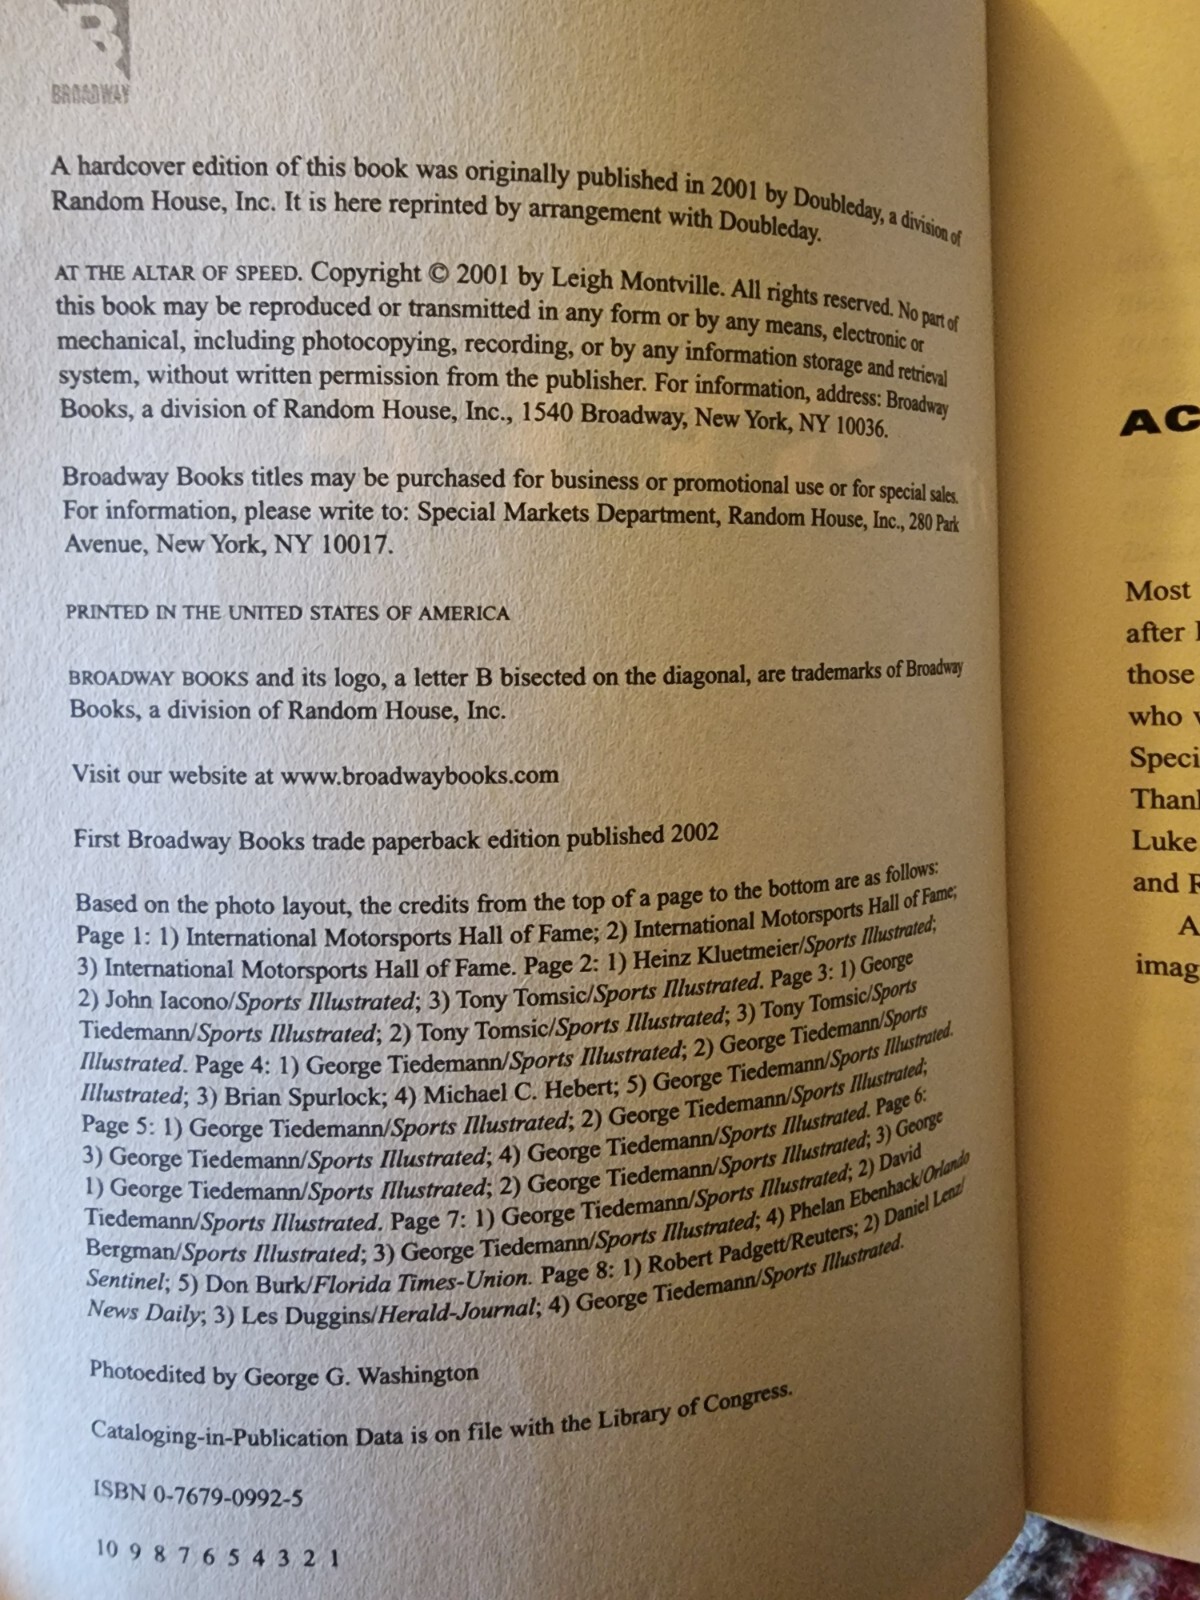 B
BROADWAY
A hardcover edition of this book was originally published in 2001 by Doubleday, a division of
Random House, Inc. It is here reprinted by arrangement with Doubleday.
AT THE ALTAR OF SPEED. Copyright © 2001 by Leigh Montville. All rights reserved. No part of
this book may be reproduced or transmitted in any form or by any means, electronic or
mechanical, including photocopying, recording, or by any information storage and retrieval
system, without written permission from the publisher. For information, address: Broadway
Books, a division of Random House, Inc., 1540 Broadway, New York, NY 10036.
Broadway Books titles may be purchased for business or promotional use or for special sales.
For information, please write to: Special Markets Department, Random House, Inc., 280 Park
Avenue, New York, NY 10017.
PRINTED IN THE UNITED STATES OF AMERICA
BROADWAY BOOKS and its logo, a letter B bisected on the diagonal, are trademarks of Broadway
Books, a division of Random House, Inc.
Visit our website at www.broadwaybooks.com
First Broadway Books trade paperback edition published 2002
Based on the photo layout, the credits from the top of a page to the bottom are as follows:
Page 1: 1) International Motorsports Hall of Fame; 2) International Motorsports Hall of Fame;
3) International Motorsports Hall of Fame. Page 2: 1) Heinz Kluetmeier/Sports Illustrated;
2) John Iacono/Sports Illustrated; 3) Tony Tomsic/Sports Illustrated. Page 3: 1) George
Tiedemann/Sports Illustrated; 2) Tony Tomsic/Sports Illustrated; 3) Tony Tomsic/Sports
Illustrated. Page 4: 1) George Tiedemann/Sports Illustrated; 2) George Tiedemann/Sports
Illustrated; 3) Brian Spurlock; 4) Michael C. Hebert; 5) George Tiedemann/Sports Illustrated.
Page 5: 1) George Tiedemann/Sports Illustrated; 2) George Tiedemann/Sports Illustrated;
3) George Tiedemann/Sports Illustrated; 4) George Tiedemann/Sports Illustrated. Page 6:
1) George Tiedemann/Sports Illustrated; 2) George Tiedemann/Sports Illustrated; 3) George
Tiedemann/Sports Illustrated. Page 7: 1) George Tiedemann/Sports Illustrated; 2) David
Bergman/Sports Illustrated; 3) George Tiedemann/Sports Illustrated; 4) Phelan Ebenhack/Orlando
Sentinel; 5) Don Burk/Florida Times-Union. Page 8: 1) Robert Padgett/Reuters; 2) Daniel Lenz/
News Daily; 3) Les Duggins/Herald-Journal; 4) George Tiedemann/Sports Illustrated.
Photoedited by George G. Washington
Cataloging-in-Publication Data is on file with the Library of Congress.
ISBN 0-7679-0992-5
10 9 8 7 6 5 4 3 2 1
AC
Most
after
those
who
Speci
Than
Luke
and
A
imag